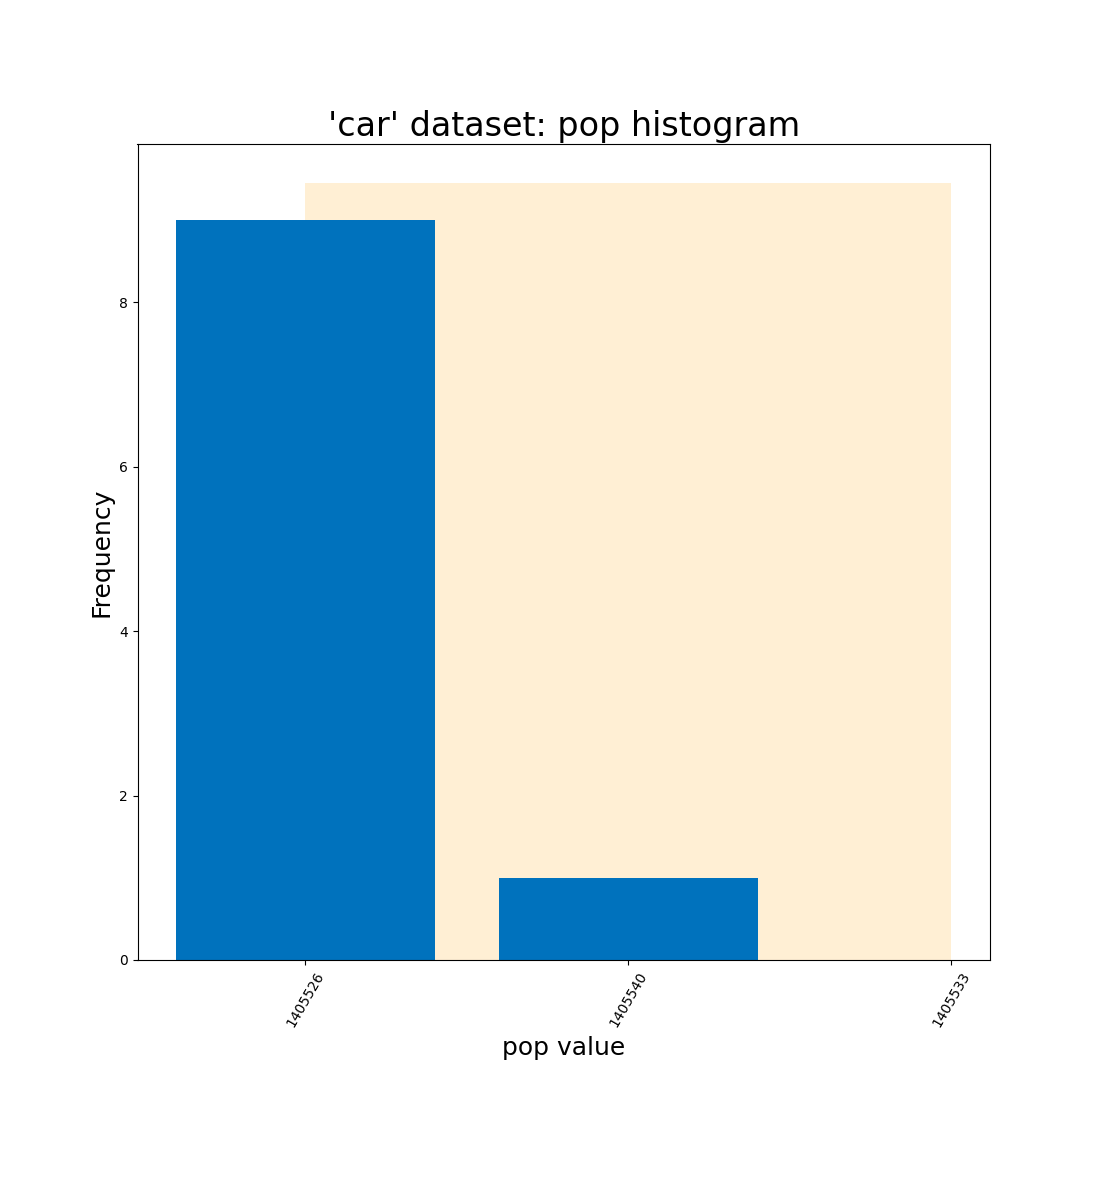 'car' dataset: pop histogram
8
6
4
2
0
Frequency
1405526
1405540
1405533
pop value